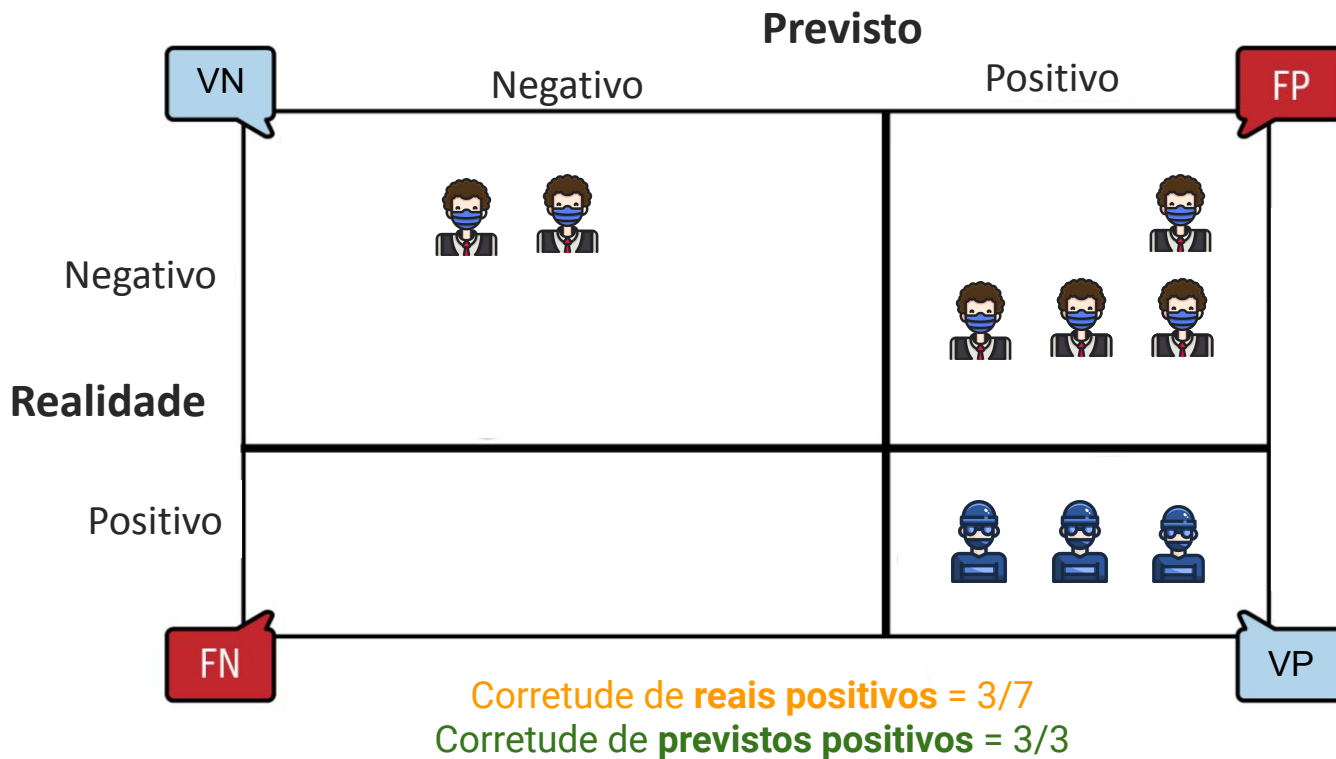 Previsto
VN
Negativo
Positivo
FP
Negativo
Realidade
Positivo
FN
VP
Corretude de reais positivos = 3/7
Corretude de previstos positivos = 3/3